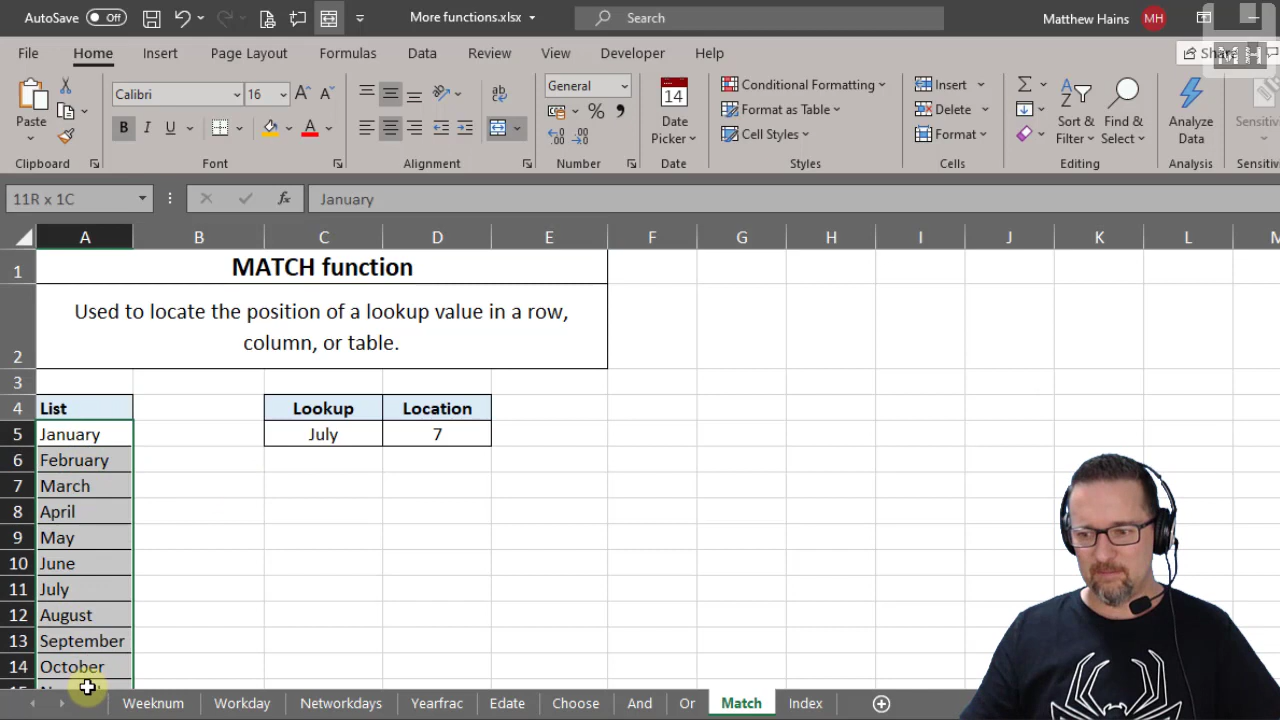 AutoSave Off More functions.xlsx Search Matthew Hains MH
File Home Insert Page Layout Formulas Data Review View Developer Help Share
Paste Calibri 16 B I U A ab General % 14 Date Picker Conditional Formatting Format as Table Cell Styles Insert Delete Format Sort & Filter Find & Select Analyze Data
Clipboard Font Alignment Number Date Styles Cells Editing Analysis
11R x 1C fx January
A B C D E F G H I J K L
1 MATCH function
2 Used to locate the position of a lookup value in a row,
column, or table.
3
4 List Lookup Location
5 January July 7
6 February
7 March
8 April
9 May
10 June
11 July
12 August
13 September
14 October
Weeknum Workday Networkdays Yearfrac Edate Choose And Or Match Index